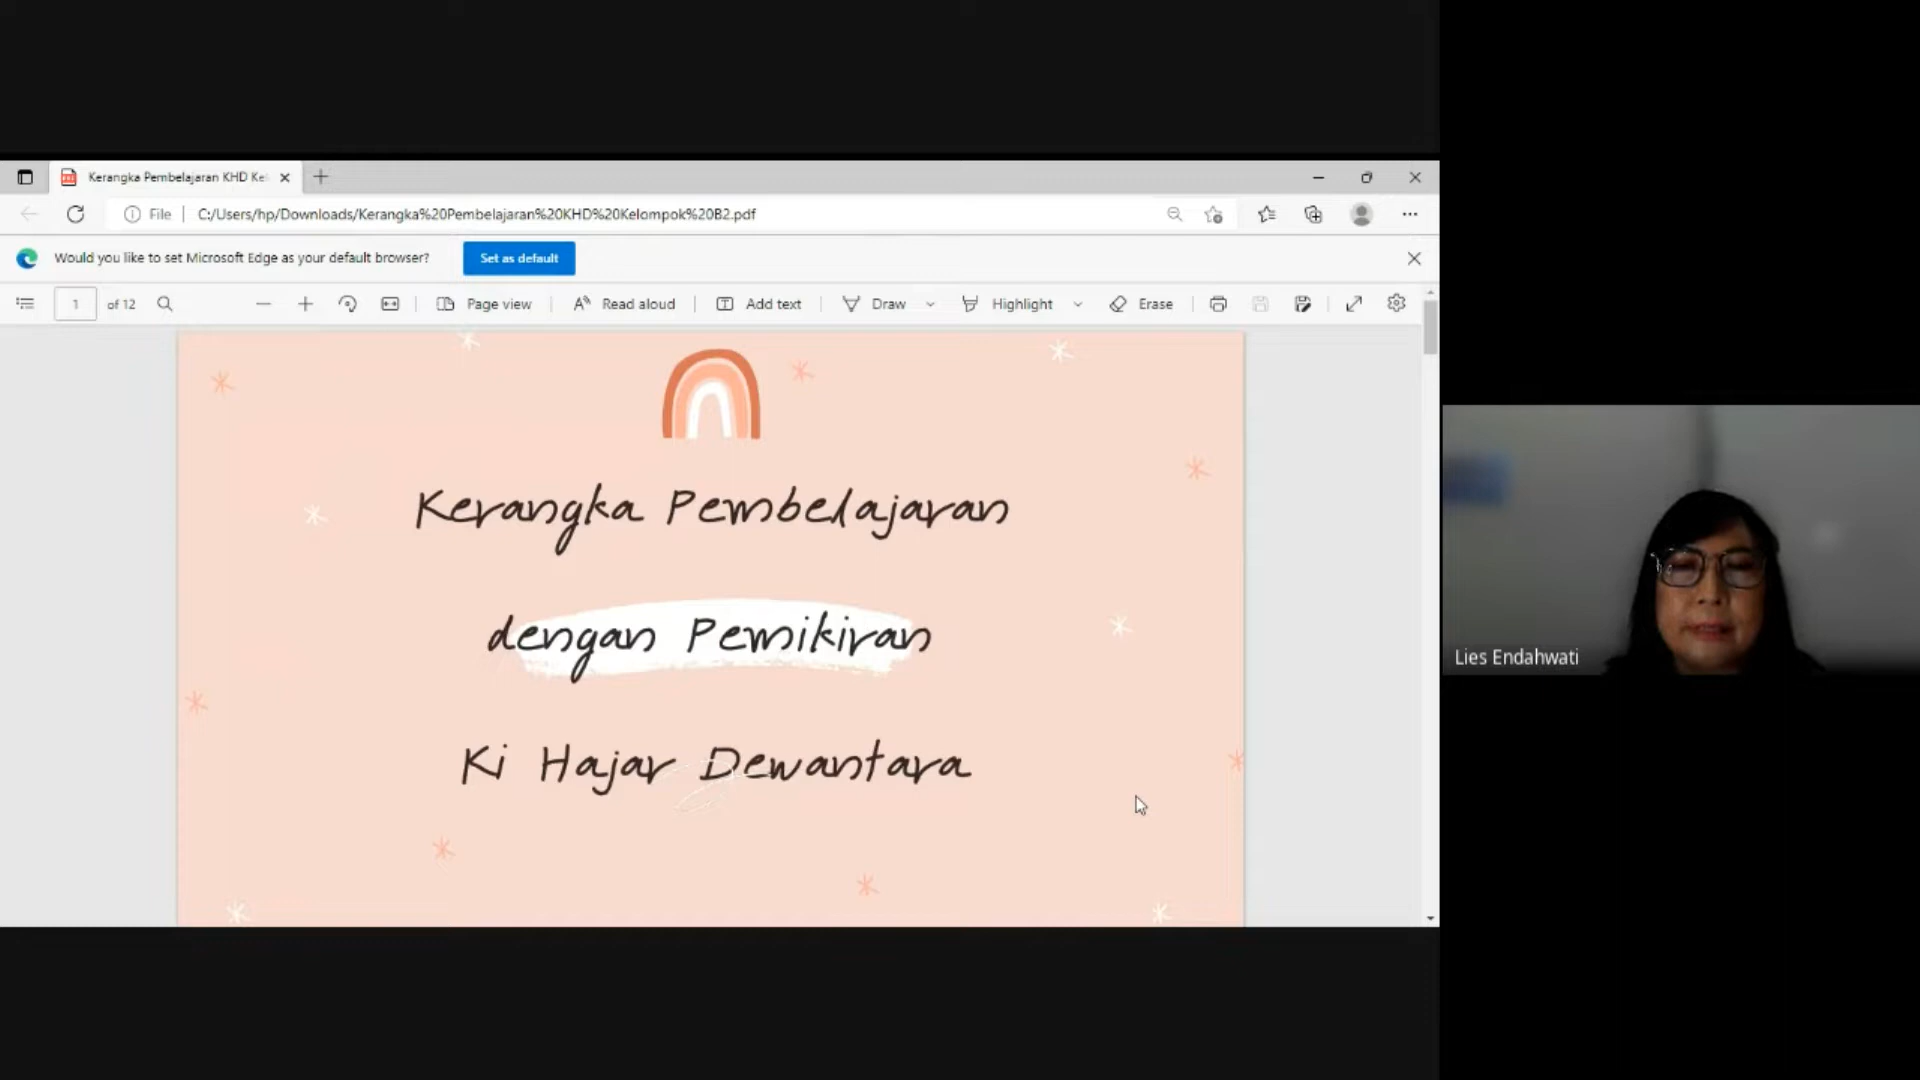 Kerangka Pembelajaran KHD Ke
File
C:/Users/hp/Downloads/Kerangka%20Pembelajaran%20KHD%20Kelompok%20B2.pdf
Would you like to set Microsoft Edge as your default browser?
Set as default
1 of 12
Page view
Read aloud
Add text
Draw
Highlight
Erase
Kerangka Pembelajaran
dengan Pemikiran
Ki Hajar Dewantara
Lies Endahwati